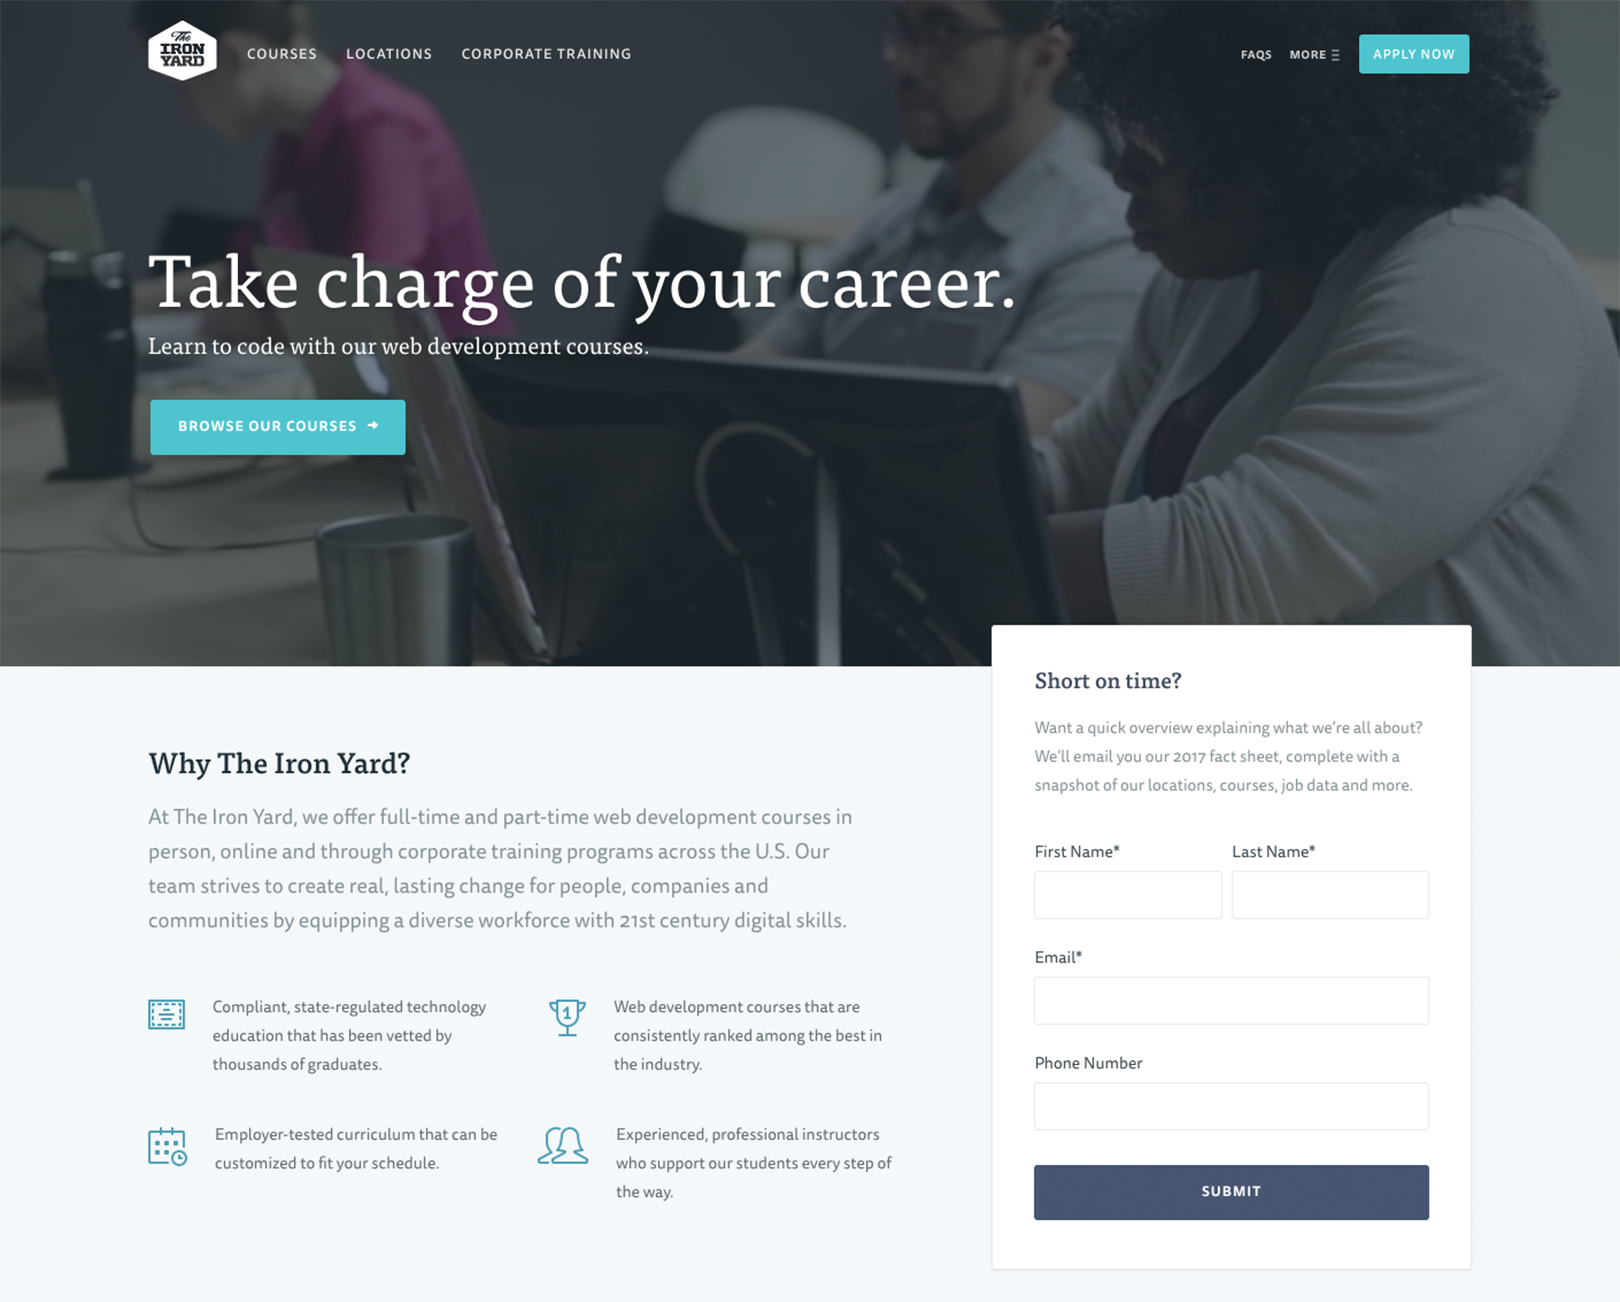 The
IRON
YARD
COURSES LOCATIONS CORPORATE TRAINING
FAQS MORE APPLY NOW
Take charge of your career.
Learn to code with our web development courses.
BROWSE OUR COURSES
Why The Iron Yard?
At The Iron Yard, we offer full-time and part-time web development courses in
person, online and through corporate training programs across the U.S. Our
team strives to create real, lasting change for people, companies and
communities by equipping a diverse workforce with 21st century digital skills.
Compliant, state-regulated technology
education that has been vetted by
thousands of graduates.
1
Web development courses that are
consistently ranked among the best in
the industry.
Employer-tested curriculum that can be
customized to fit your schedule.
Experienced, professional instructors
who support our students every step of
the way.
Short on time?
Want a quick overview explaining what we're all about?
We'll email you our 2017 fact sheet, complete with a
snapshot of our locations, courses, job data and more.
First Name* Last Name*
Email*
Phone Number
SUBMIT